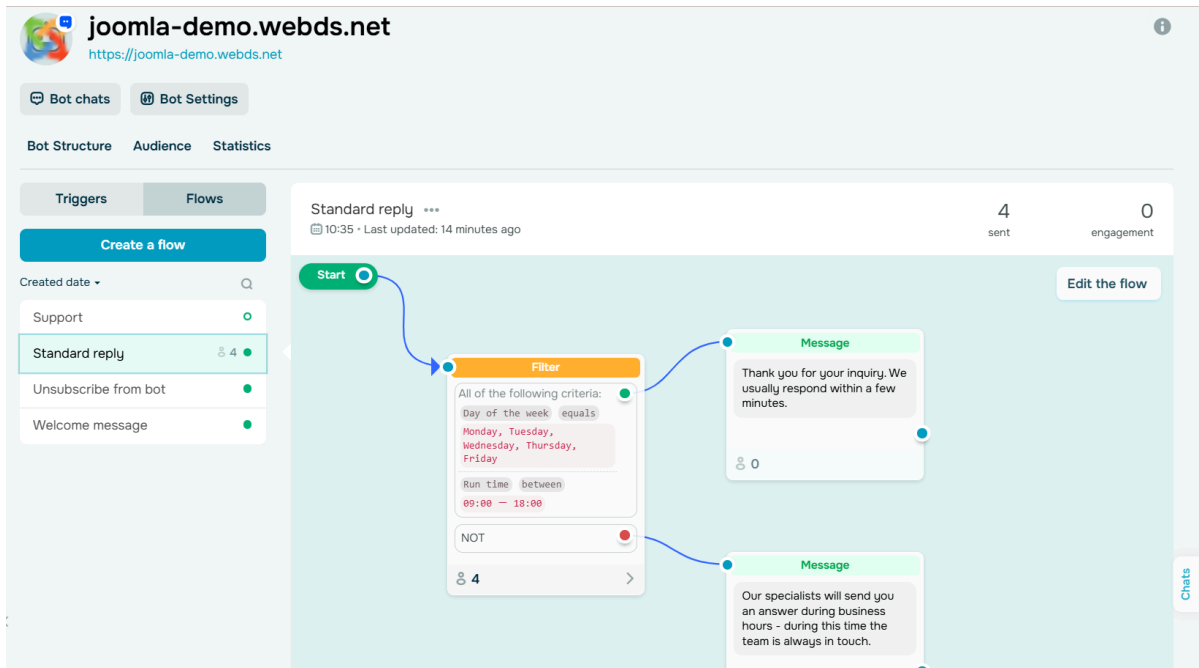 joomla-demo.webds.net
https://joomla-demo.webds.net
Bot chats
Bot Settings
Bot Structure
Audience
Statistics
Triggers
Flows
Create a flow
Created date
Support
Standard reply
4
Unsubscribe from bot
Welcome message
Standard reply •••
10:35 • Last updated: 14 minutes ago
4
sent
0
engagement
Start
Edit the flow
Filter
All of the following criteria:
Day of the week equals
Monday, Tuesday,
Wednesday, Thursday,
Friday
Run time between
09:00 — 18:00
NOT
4
Message
Thank you for your inquiry. We
usually respond within a few
minutes.
0
Message
Our specialists will send you
an answer during business
hours - during this time the
team is always in touch.
Chats